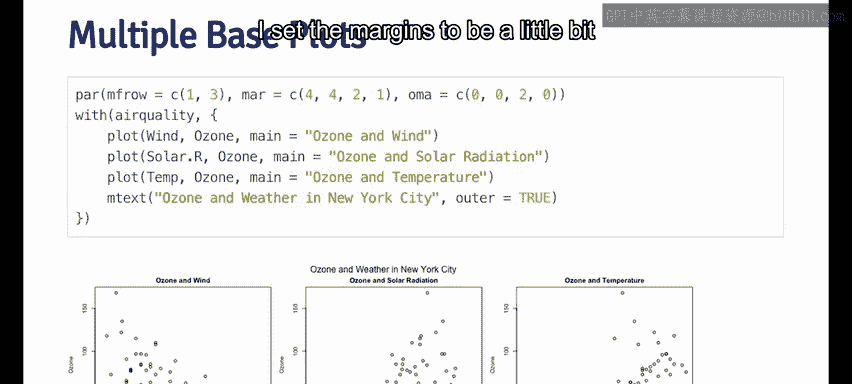 Multiple Base Plots
I set the margins to be a little bit
par(mfrow = c(1, 3), mar = c(4, 4, 2, 1), oma = c(0, 0, 2, 0))
with(airquality, {
plot(Wind, Ozone, main = "Ozone and Wind")
plot(Solar.R, Ozone, main = "Ozone and Solar Radiation")
plot(Temp, Ozone, main = "Ozone and Temperature")
mtext("Ozone and Weather in New York City", outer = TRUE)
})
Ozone and Weather in New York City
Ozone and Wind
Ozone and Solar Radiation
Ozone and Temperature
150 150 150
100 100 100
Ozone Ozone Ozone